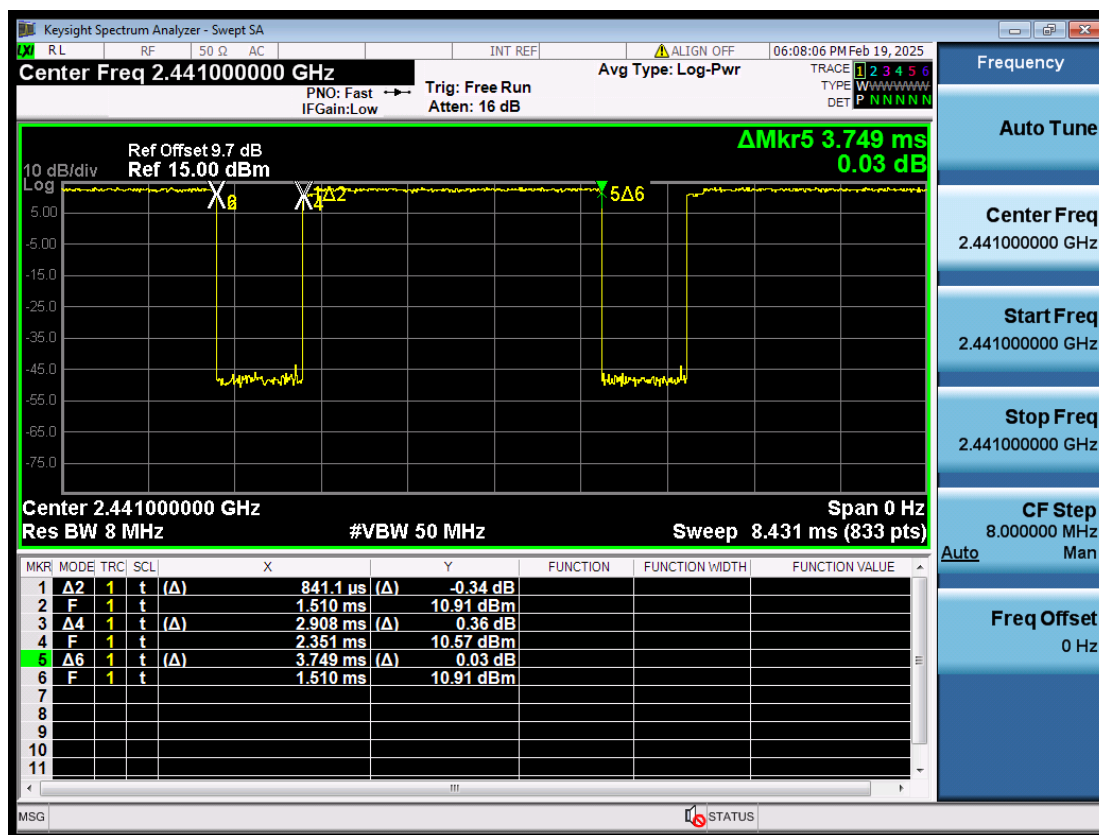 Keysight Spectrum Analyzer - Swept SA
LXI RL RF 50 Ω AC INT REF ALIGN OFF 06:08:06 PM Feb 19, 2025
Center Freq 2.441000000 GHz
PNO: Fast
IFGain:Low
Trig: Free Run
Atten: 16 dB
Avg Type: Log-Pwr
TRACE 1 2 3 4 5 6
TYPE WWWWWW
DET P N N N N N
ΔMkr5 3.749 ms
0.03 dB
Ref Offset 9.7 dB
10 dB/div Ref 15.00 dBm
Log
5.00
-5.00
-15.0
-25.0
-35.0
-45.0
-55.0
-65.0
-75.0
1Δ2
4
5Δ6
Center 2.441000000 GHz Span 0 Hz
Res BW 8 MHz #VBW 50 MHz Sweep 8.431 ms (833 pts)
MKR MODE TRC SCL X Y FUNCTION FUNCTION WIDTH FUNCTION VALUE
1 Δ2 1 t (Δ) 841.1 µs (Δ) -0.34 dB
2 F 1 t 1.510 ms 10.91 dBm
3 Δ4 1 t (Δ) 2.908 ms (Δ) 0.36 dB
4 F 1 t 2.351 ms 10.57 dBm
5 Δ6 1 t (Δ) 3.749 ms (Δ) 0.03 dB
6 F 1 t 1.510 ms 10.91 dBm
7
8
9
10
11
MSG STATUS
Frequency
Auto Tune
Center Freq
2.441000000 GHz
Start Freq
2.441000000 GHz
Stop Freq
2.441000000 GHz
CF Step
8.000000 MHz
Auto Man
Freq Offset
0 Hz